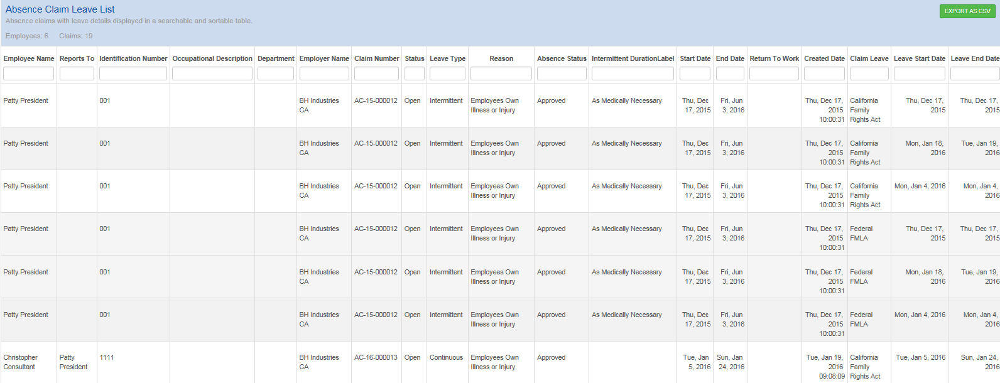 Absence Claim Leave List
EXPORT AS CSV
Absence claims with leave details displayed in a searchable and sortable table.
Employees: 6 Claims: 19
Employee Name Reports To Identification Number Occupational Description Department Employer Name Claim Number Status Leave Type Reason Absence Status Intermittent DurationLabel Start Date End Date Return To Work Created Date Claim Leave Leave Start Date Leave End Date
Patty President 001 BH Industries AC-15-000012 Open Intermittent Employees Own Approved As Medically Necessary Thu, Dec Fri, Jun Thu, Dec 17, California Thu, Dec 17, Thu, Dec 17,
CA Illness or Injury 17, 2015 3, 2016 2015 Family 2015 2015
10:00:31 Rights Act
Patty President 001 BH Industries AC-15-000012 Open Intermittent Employees Own Approved As Medically Necessary Thu, Dec Fri, Jun Thu, Dec 17, California Mon, Jan 18, Tue, Jan 19,
CA Illness or Injury 17, 2015 3, 2016 2015 Family 2016 2016
10:00:31 Rights Act
Patty President 001 BH Industries AC-15-000012 Open Intermittent Employees Own Approved As Medically Necessary Thu, Dec Fri, Jun Thu, Dec 17, California Mon, Jan 4, 2016 Mon, Jan 4,
CA Illness or Injury 17, 2015 3, 2016 2015 Family 2016
10:00:31 Rights Act
Patty President 001 BH Industries AC-15-000012 Open Intermittent Employees Own Approved As Medically Necessary Thu, Dec Fri, Jun Thu, Dec 17, Federal Thu, Dec 17, Thu, Dec 17,
CA Illness or Injury 17, 2015 3, 2016 2015 FMLA 2015 2015
10:00:31
Patty President 001 BH Industries AC-15-000012 Open Intermittent Employees Own Approved As Medically Necessary Thu, Dec Fri, Jun Thu, Dec 17, Federal Mon, Jan 18, Tue, Jan 19,
CA Illness or Injury 17, 2015 3, 2016 2015 FMLA 2016 2016
10:00:31
Patty President 001 BH Industries AC-15-000012 Open Intermittent Employees Own Approved As Medically Necessary Thu, Dec Fri, Jun Thu, Dec 17, Federal Mon, Jan 4, 2016 Mon, Jan 4,
CA Illness or Injury 17, 2015 3, 2016 2015 FMLA 2016
10:00:31
Christopher Patty 1111 BH Industries AC-16-000013 Open Continuous Employees Own Approved Tue, Jan Sun, Jan Tue, Jan 19, California Tue, Jan 5, 2016 Sun, Jan 24,
Consultant President CA Illness or Injury 5, 2016 24, 2016 2016 Family 2016
09:08:09 Rights Act